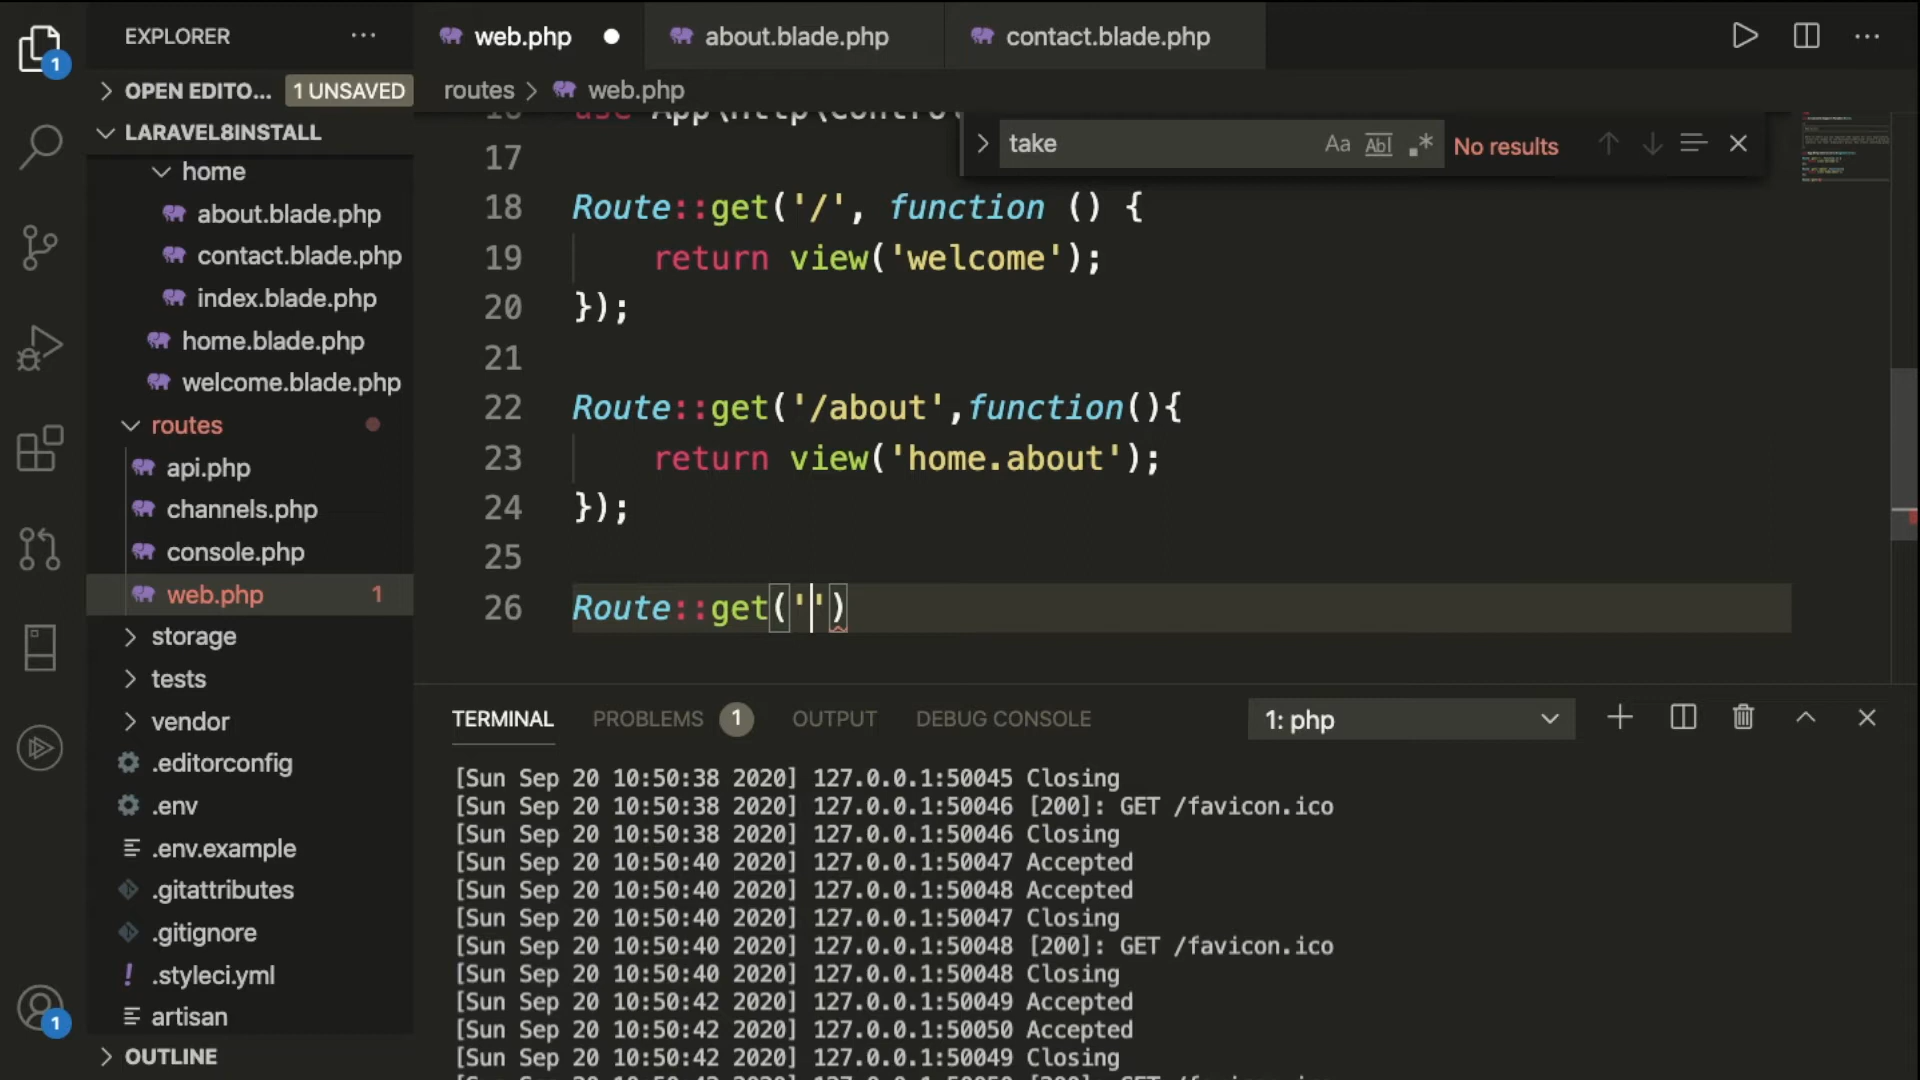 EXPLORER
1
OPEN EDITO... 1 UNSAVED
LARAVEL8INSTALL
home
about.blade.php
contact.blade.php
index.blade.php
home.blade.php
welcome.blade.php
routes
api.php
channels.php
console.php
web.php 1
storage
tests
vendor
.editorconfig
.env
.env.example
.gitattributes
.gitignore
! .styleci.yml
artisan
1
OUTLINE
web.php about.blade.php contact.blade.php
routes > web.php
take Aa Abl .* No results
17
18 Route::get('/', function () {
19 return view('welcome');
20 });
21
22 Route::get('/about',function(){
23 return view('home.about');
24 });
25
26 Route::get('')
TERMINAL PROBLEMS 1 OUTPUT DEBUG CONSOLE 1: php
[Sun Sep 20 10:50:38 2020] 127.0.0.1:50045 Closing
[Sun Sep 20 10:50:38 2020] 127.0.0.1:50046 [200]: GET /favicon.ico
[Sun Sep 20 10:50:38 2020] 127.0.0.1:50046 Closing
[Sun Sep 20 10:50:40 2020] 127.0.0.1:50047 Accepted
[Sun Sep 20 10:50:40 2020] 127.0.0.1:50048 Accepted
[Sun Sep 20 10:50:40 2020] 127.0.0.1:50047 Closing
[Sun Sep 20 10:50:40 2020] 127.0.0.1:50048 [200]: GET /favicon.ico
[Sun Sep 20 10:50:40 2020] 127.0.0.1:50048 Closing
[Sun Sep 20 10:50:42 2020] 127.0.0.1:50049 Accepted
[Sun Sep 20 10:50:42 2020] 127.0.0.1:50050 Accepted
[Sun Sep 20 10:50:42 2020] 127.0.0.1:50049 Closing